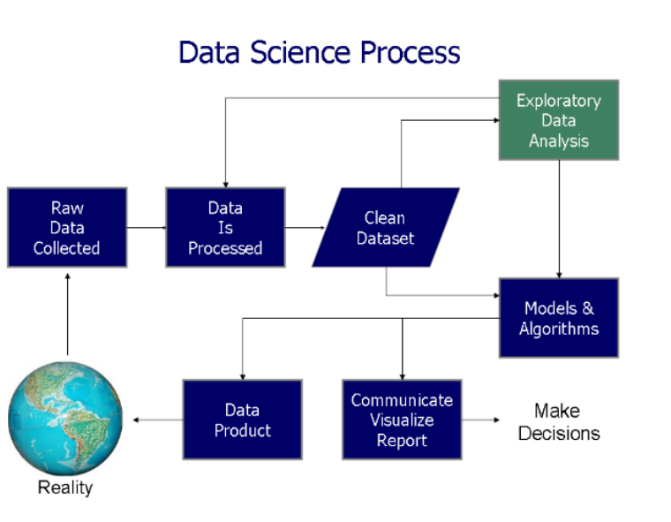 Data Science Process
Exploratory
Data
Analysis
Raw
Data
Collected
Data
Is
Processed
Clean
Dataset
Models &
Algorithms
Data
Product
Communicate
Visualize
Report
Make
Decisions
Reality